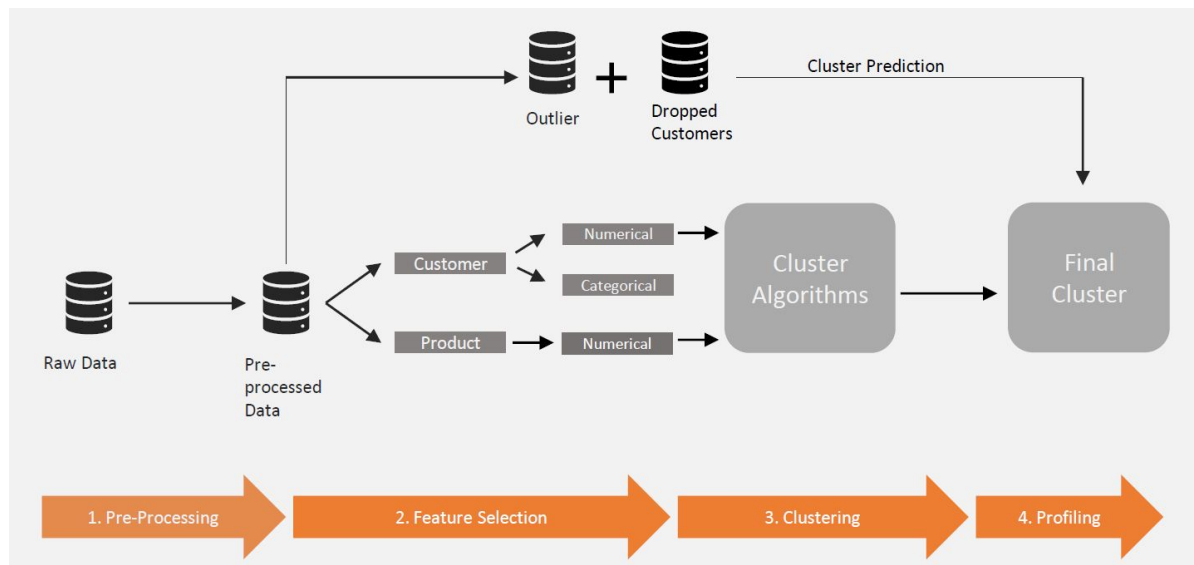 Cluster Prediction
Outlier
Dropped
Customers
Numerical
Customer
Categorical
Product
Numerical
Cluster
Algorithms
Final
Cluster
Raw Data
Pre-
processed
Data
1. Pre-Processing
2. Feature Selection
3. Clustering
4. Profiling